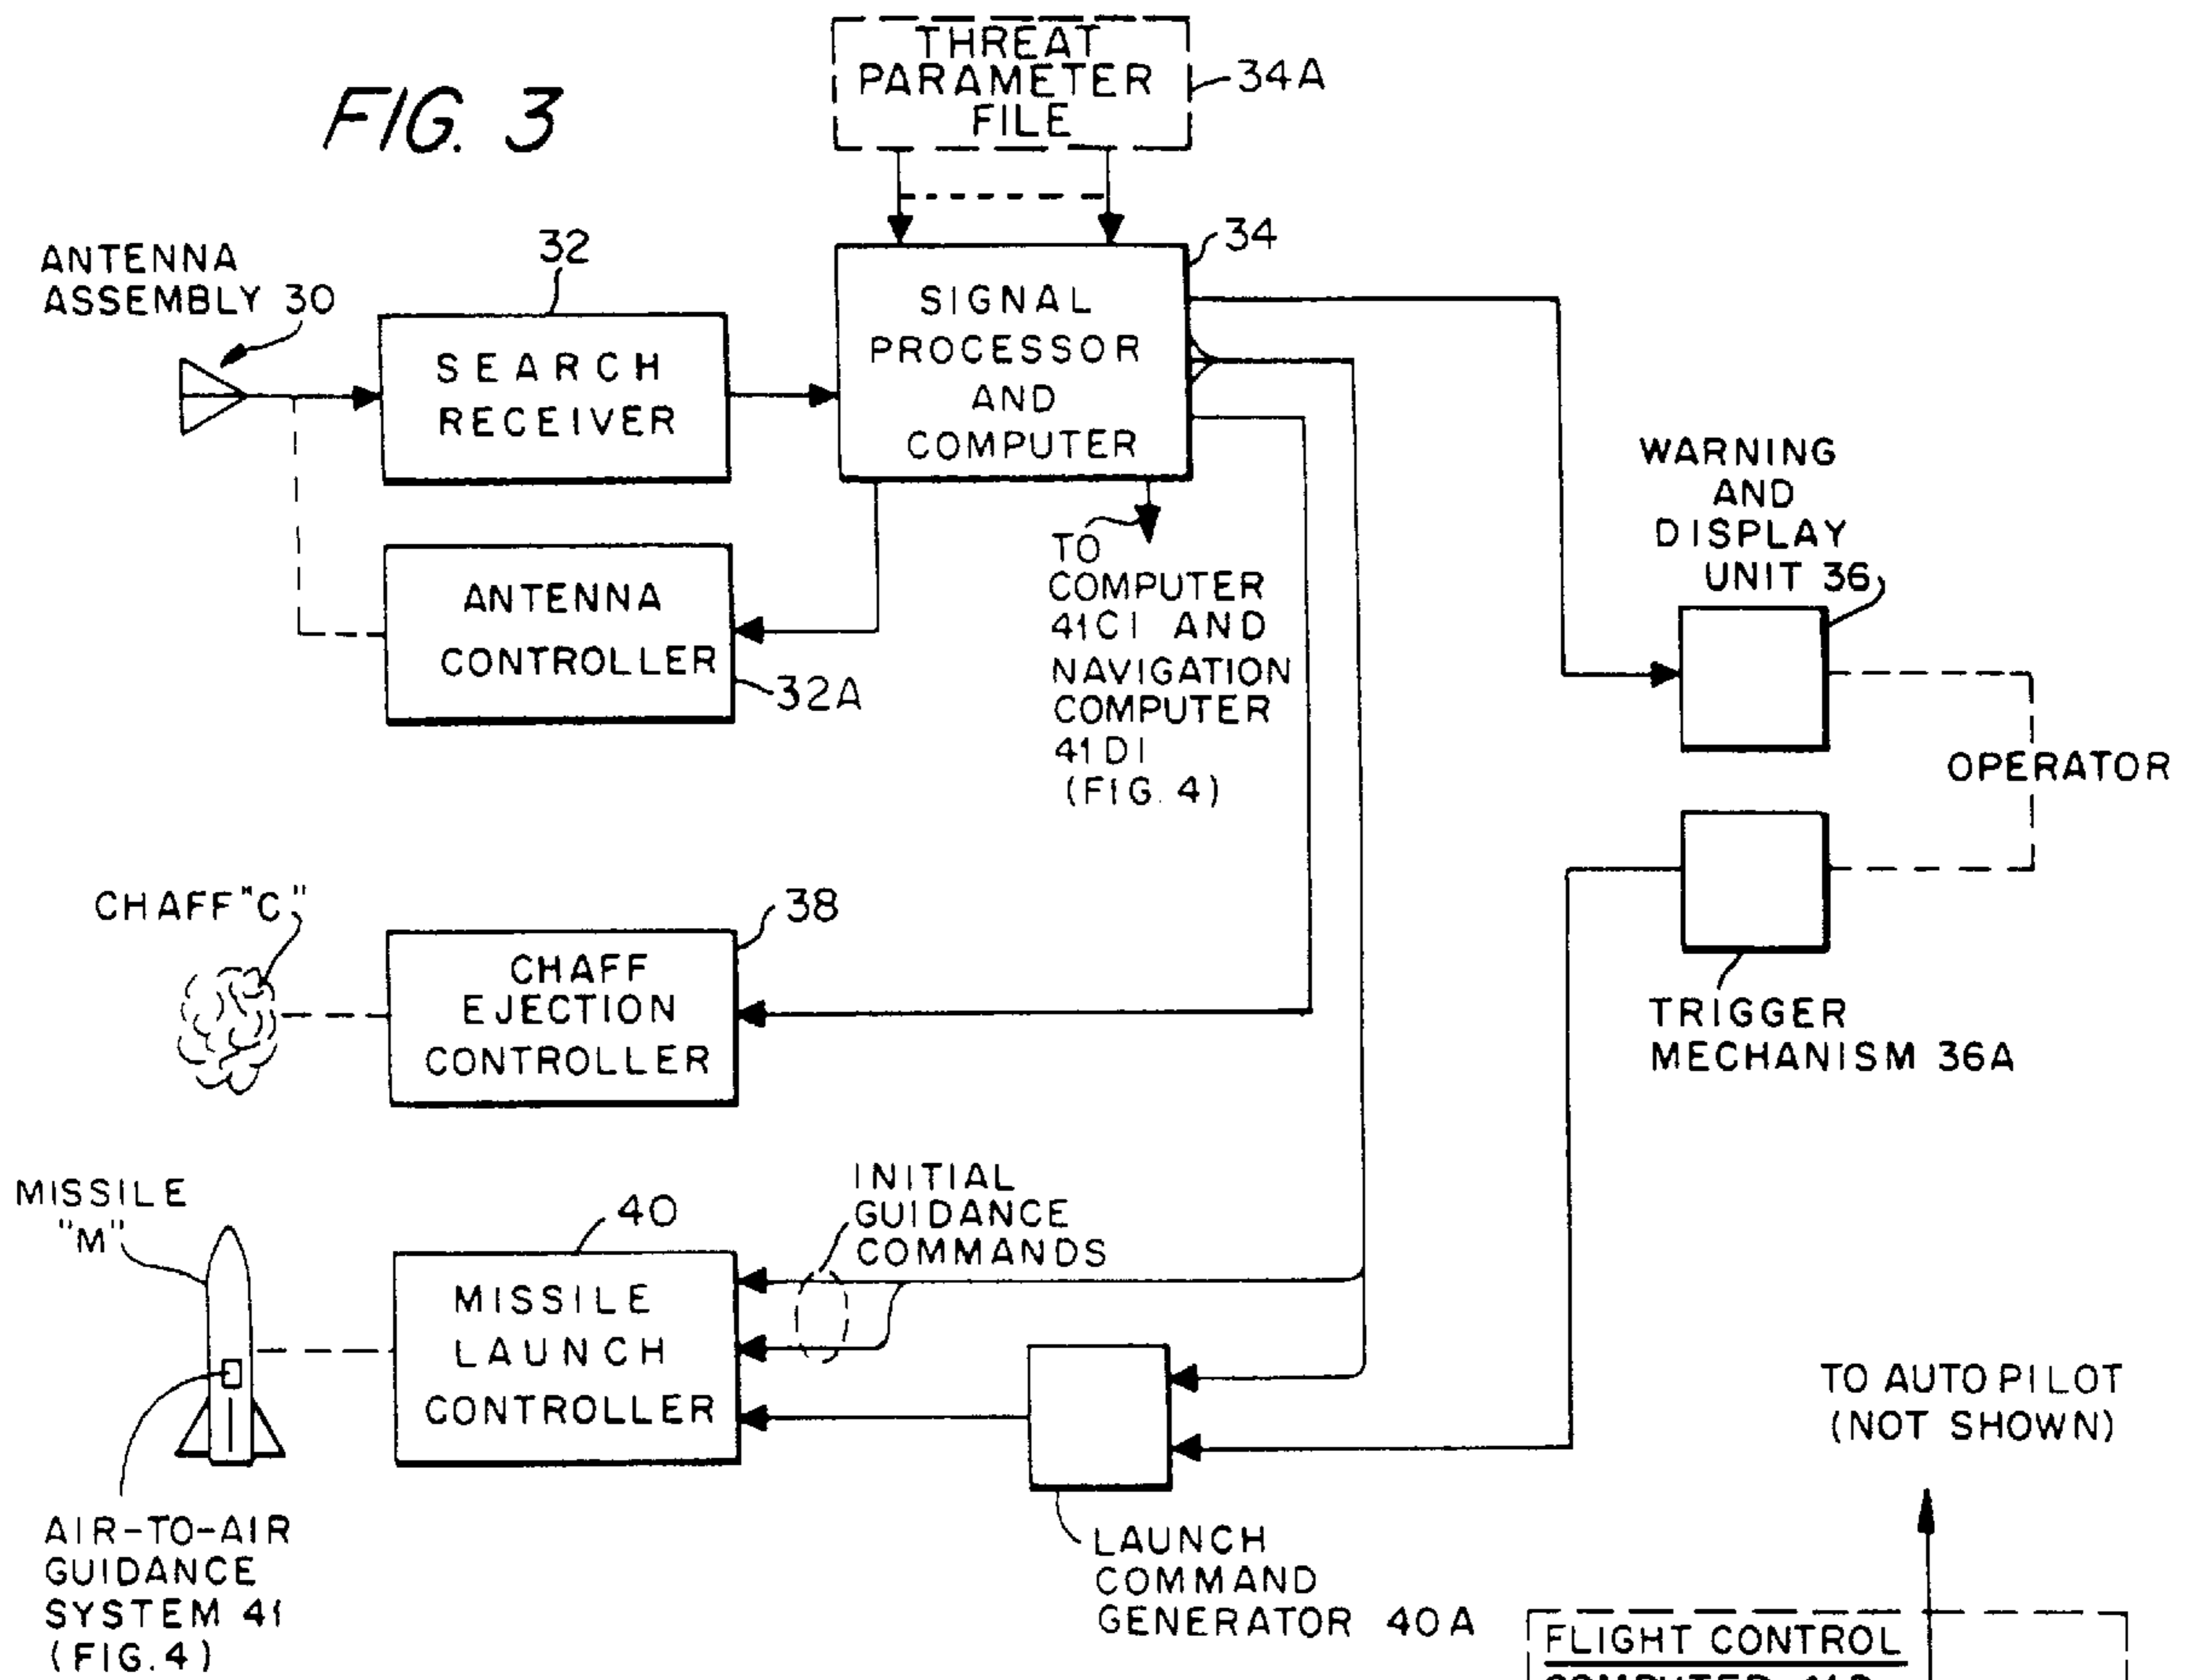 FIG. 3
THREAT
PARAMETER
FILE
34A
ANTENNA
ASSEMBLY 30
32
SEARCH
RECEIVER
34
SIGNAL
PROCESSOR
AND
COMPUTER
ANTENNA
CONTROLLER
32A
TO
COMPUTER
41C1 AND
NAVIGATION
COMPUTER
41D1
(FIG. 4)
WARNING
AND
DISPLAY
UNIT 36
OPERATOR
TRIGGER
MECHANISM 36A
CHAFF "C"
38
CHAFF
EJECTION
CONTROLLER
MISSILE
"M"
40
MISSILE
LAUNCH
CONTROLLER
INITIAL
GUIDANCE
COMMANDS
AIR-TO-AIR
GUIDANCE
SYSTEM 41
(FIG. 4)
LAUNCH
COMMAND
GENERATOR 40A
TO AUTO PILOT
(NOT SHOWN)
FLIGHT CONTROL